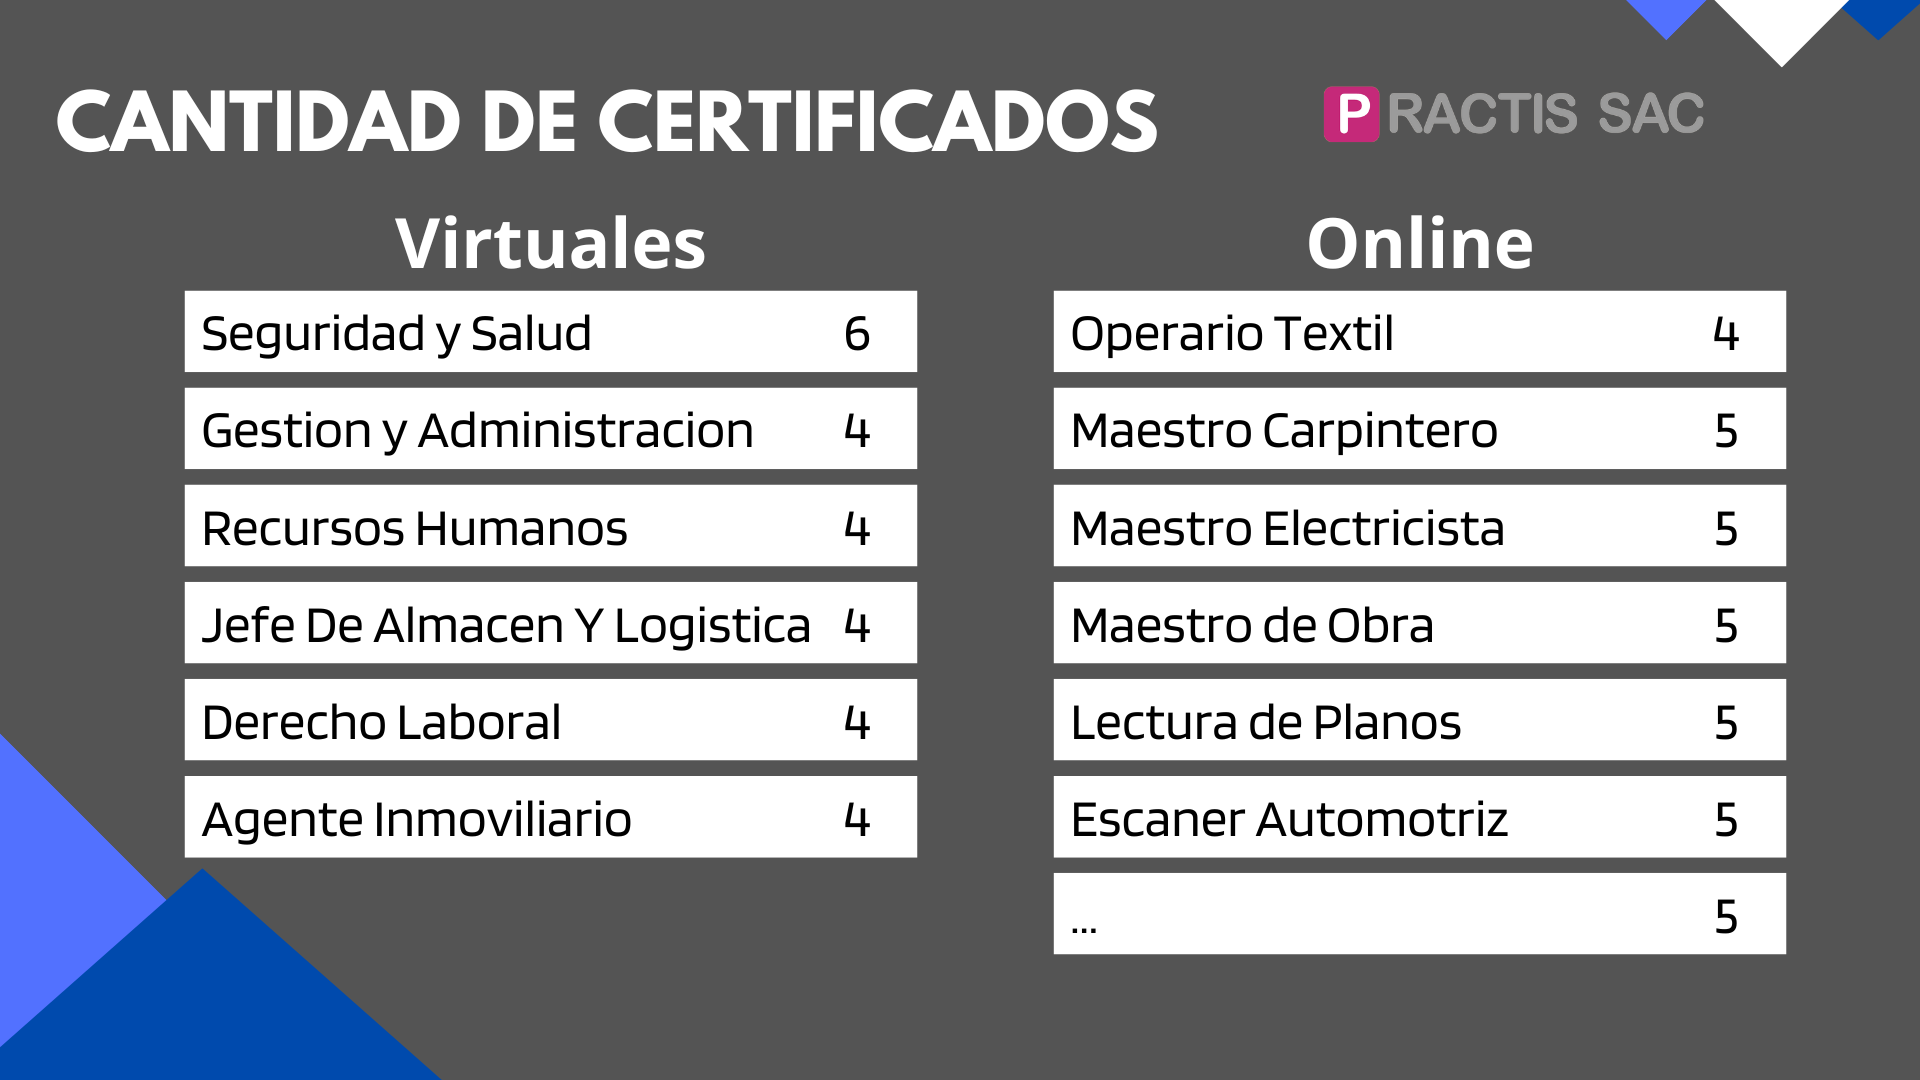 CANTIDAD DE CERTIFICADOS
PRACTIS SAC
Virtuales
Seguridad y Salud 6
Gestion y Administracion 4
Recursos Humanos 4
Jefe De Almacen Y Logistica 4
Derecho Laboral 4
Agente Inmoviliario 4
Online
Operario Textil 4
Maestro Carpintero 5
Maestro Electricista 5
Maestro de Obra 5
Lectura de Planos 5
Escaner Automotriz 5
... 5